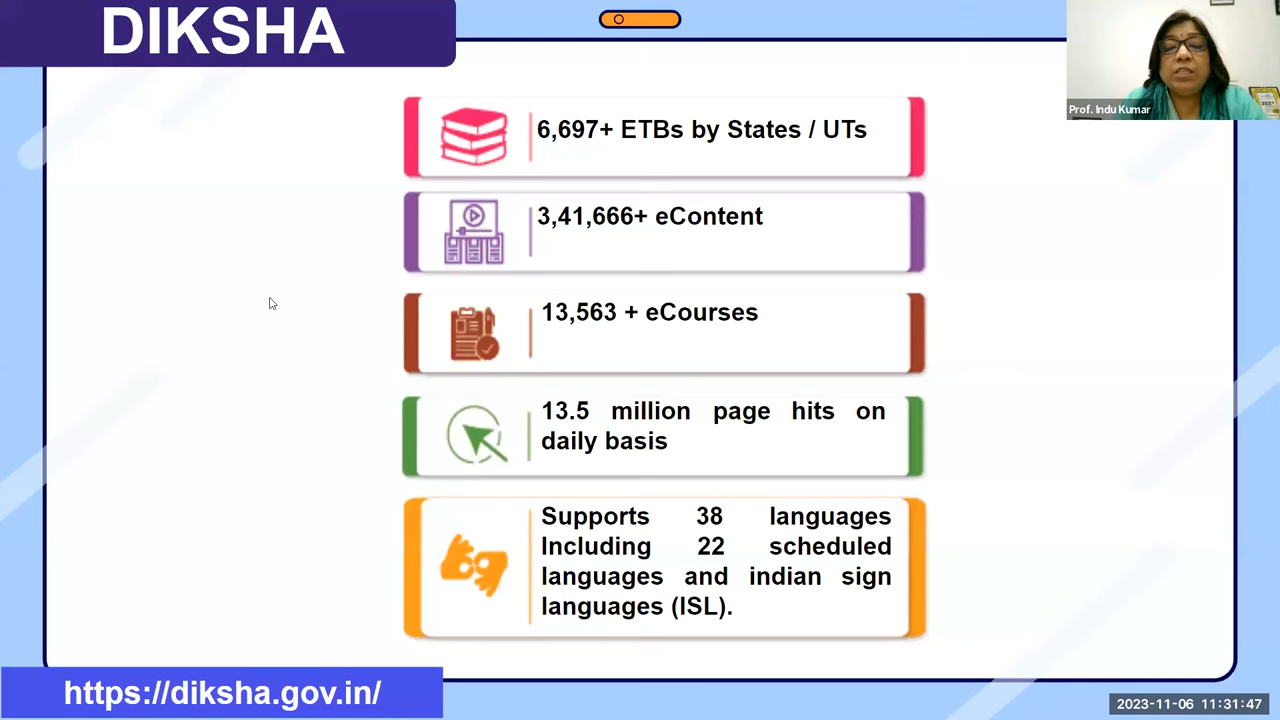 DIKSHA
Prof. Indu Kumar
6,697+ ETBs by States / UTs
3,41,666+ eContent
13,563 + eCourses
13.5 million page hits on
daily basis
Supports 38 languages
Including 22 scheduled
languages and indian sign
languages (ISL).
https://diksha.gov.in/
2023-11-06 11:31:47